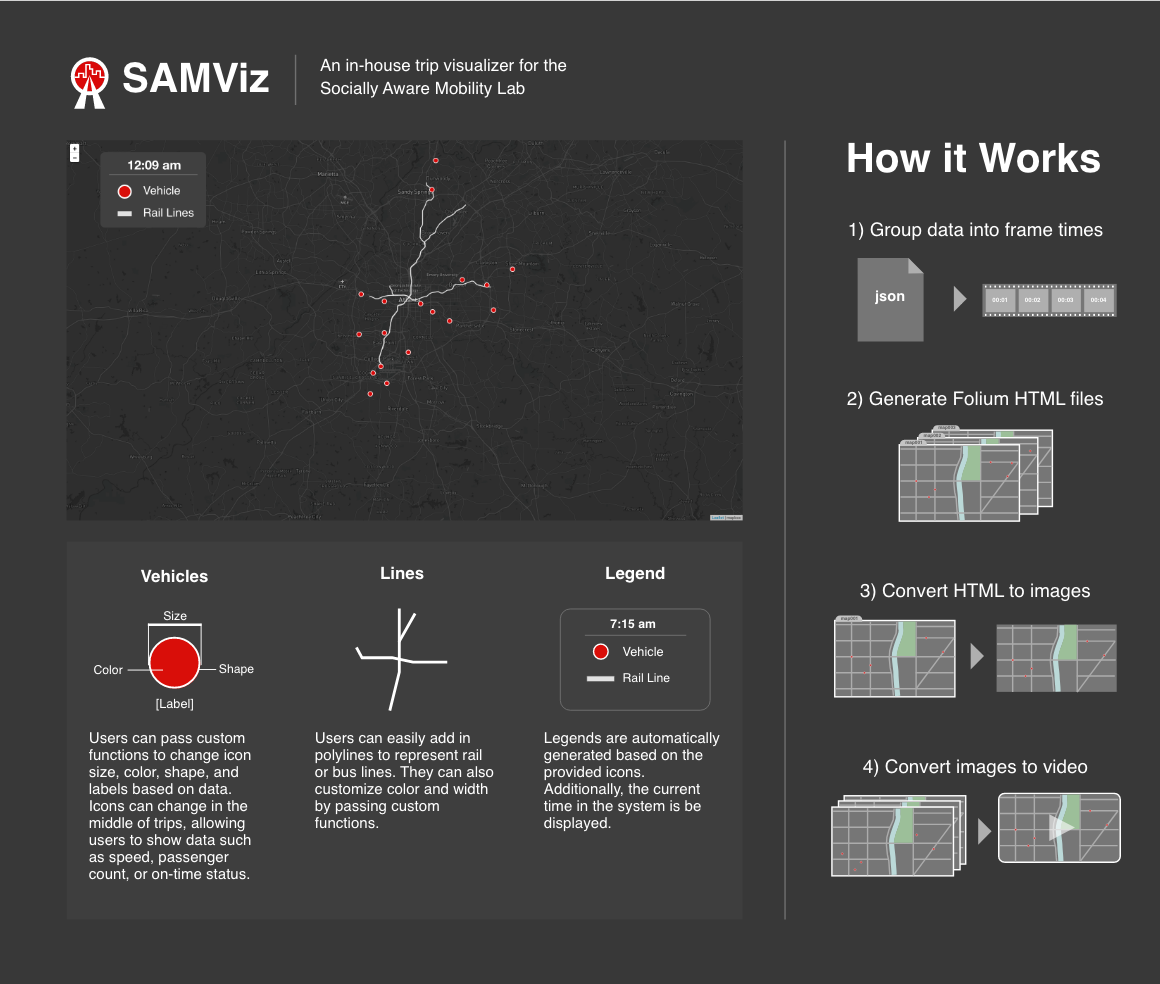 SAMViz
An in-house trip visualizer for the
Socially Aware Mobility Lab
12:09 am
Vehicle
Rail Lines
Marietta
Sandy Springs
How it Works
1) Group data into frame times
json
00:01 00:02 00:03 00:04
2) Generate Folium HTML files
map001
3) Convert HTML to images
map001
4) Convert images to video
Vehicles
Size
Color
Shape
[Label]
Users can pass custom
functions to change icon
size, color, shape, and
labels based on data.
Icons can change in the
middle of trips, allowing
users to show data such
as speed, passenger
count, or on-time status.
Lines
Users can easily add in
polylines to represent rail
or bus lines. They can also
customize color and width
by passing custom
functions.
Legend
7:15 am
Vehicle
Rail Line
Legends are automatically
generated based on the
provided icons.
Additionally, the current
time in the system is be
displayed.